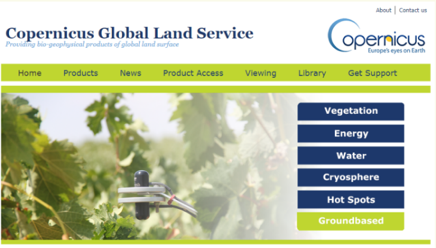 About | Contact us
Copernicus Global Land Service
Providing bio-geophysical products of global land surface
opernicus
Europe's eyes on Earth
Home Products News Product Access Viewing Library Get Support
Vegetation
Energy
Water
Cryosphere
Hot Spots
Groundbased